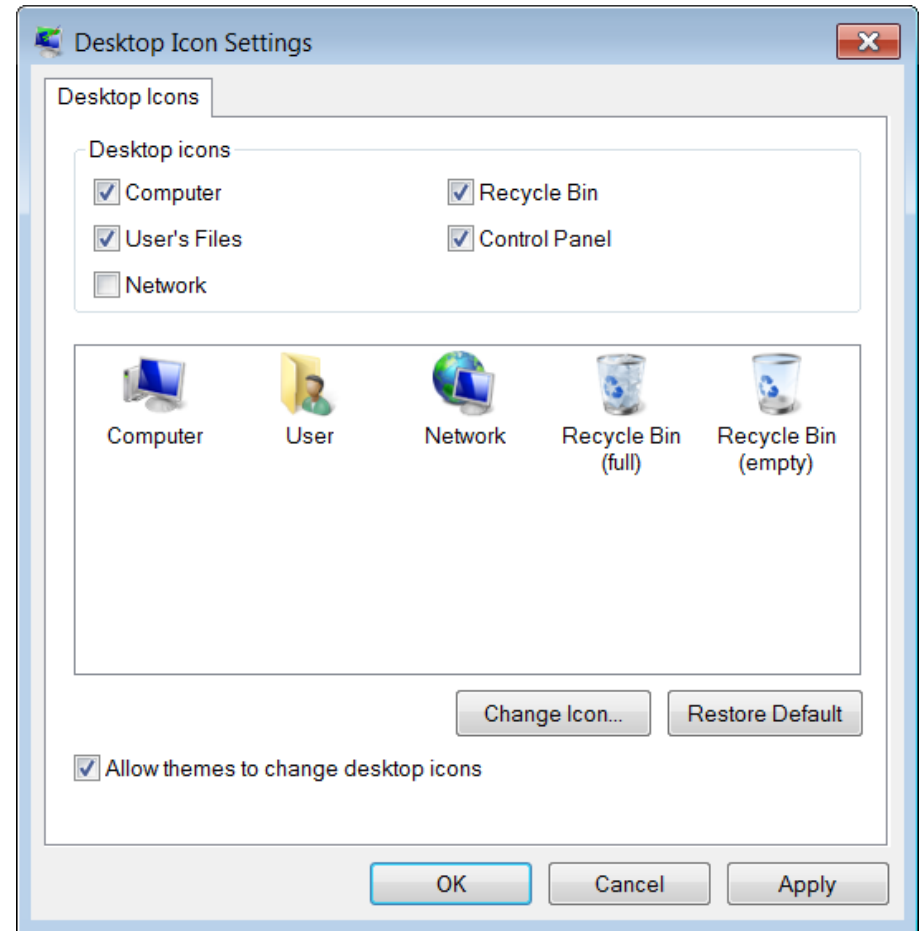 Desktop Icon Settings
Desktop Icons
Desktop icons
Computer
Recycle Bin
User's Files
Control Panel
Network
Computer
User
Network
Recycle Bin
(full)
Recycle Bin
(empty)
Change Icon...
Restore Default
Allow themes to change desktop icons
OK
Cancel
Apply